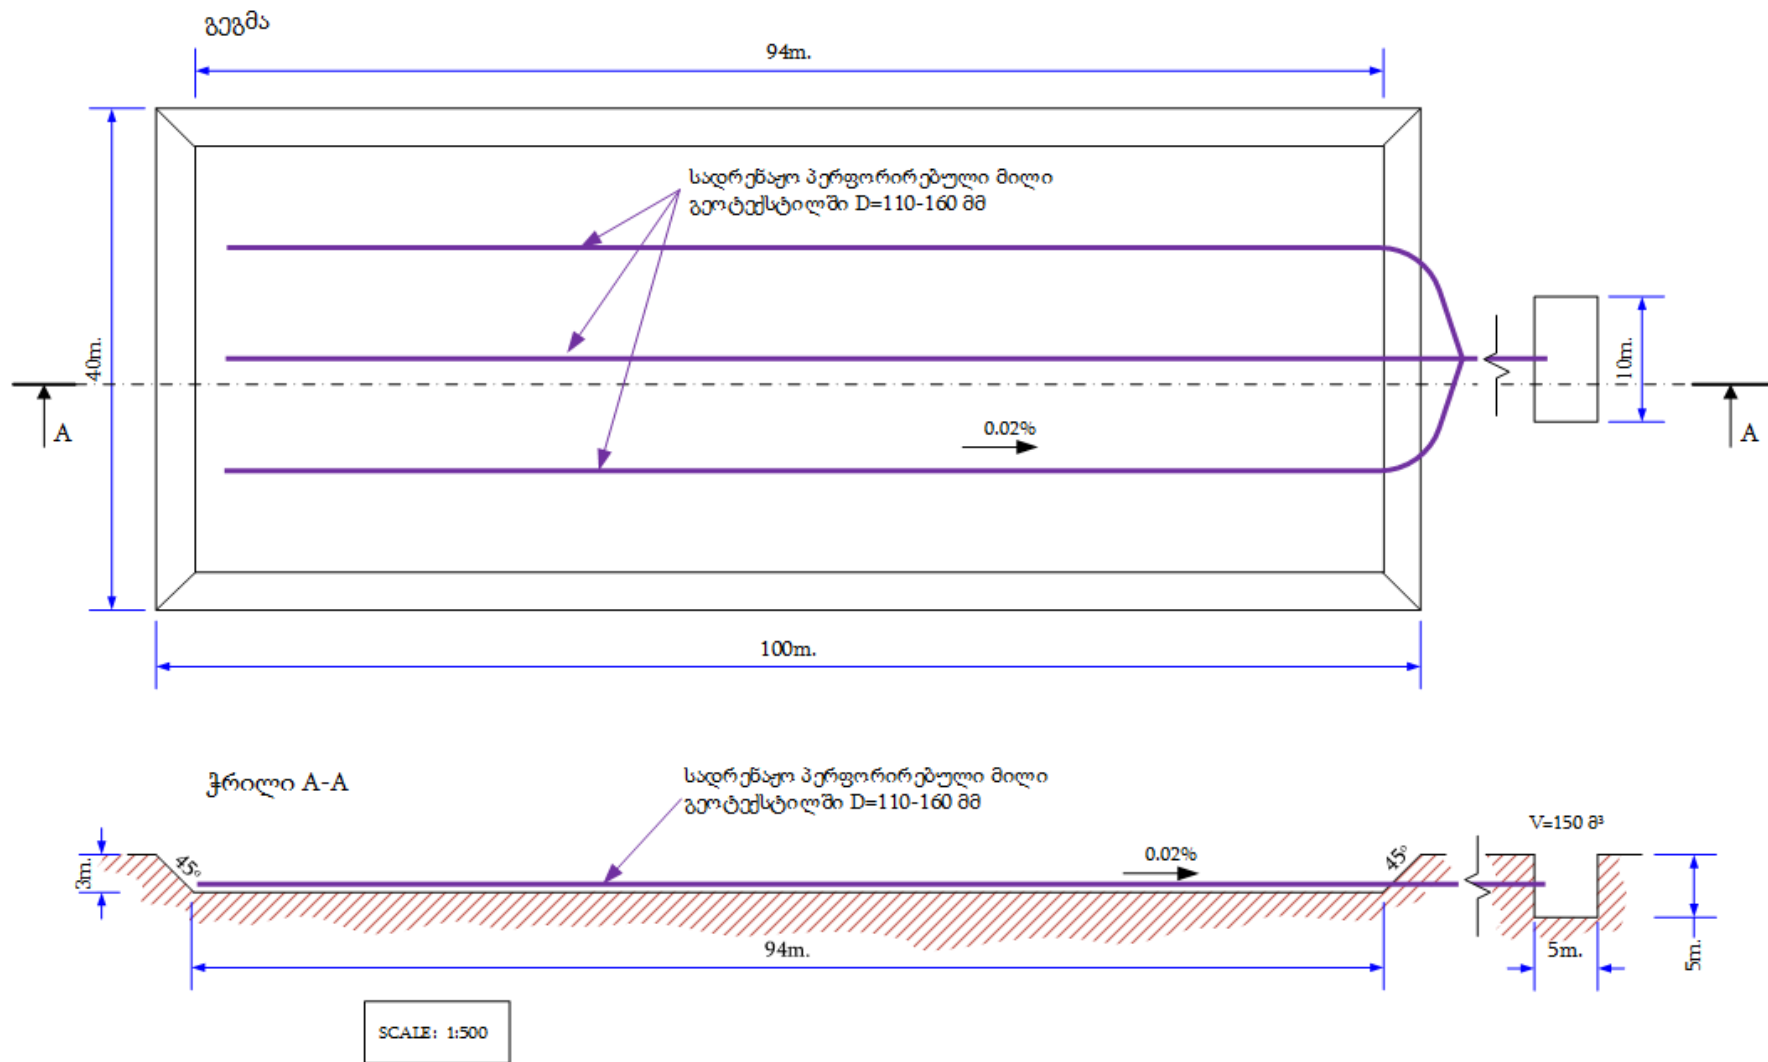 გეგმა
94m.
სადრენაჟო პერფორირებული მილი
გეოტექსტილში D=110-160 მმ
40m.
10m.
A
A
0.02%
100m.
ჭრილი A-A
სადრენაჟო პერფორირებული მილი
გეოტექსტილში D=110-160 მმ
V=150 მ³
3m.
45°
0.02%
45°
94m.
5m.
5m.
SCALE: 1:500